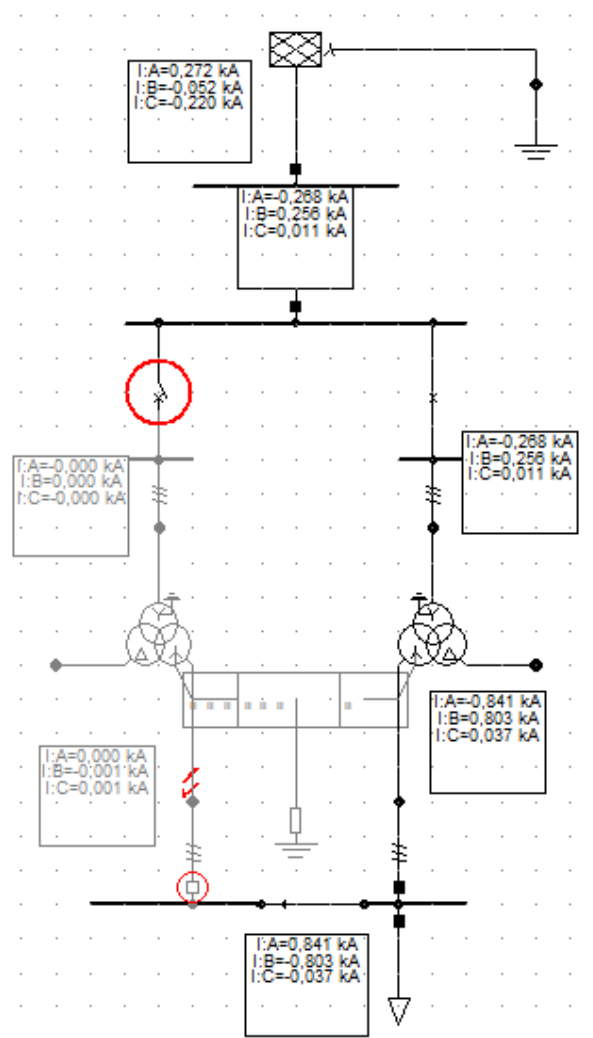 I:A=0,272 kA
I:B=-0,052 kA
I:C=-0,220 kA
I:A=-0,268 kA
I:B=0,256 kA
I:C=0,011 kA
I:A=-0,000 kA
I:B=0,000 kA
I:C=-0,000 kA
I:A=-0,268 kA
I:B=0,256 kA
I:C=0,011 kA
I:A=-0,841 kA
I:B=0,803 kA
I:C=0,037 kA
I:A=0,000 kA
I:B=-0,001 kA
I:C=0,001 kA
I:A=0,841 kA
I:B=-0,803 kA
I:C=-0,037 kA